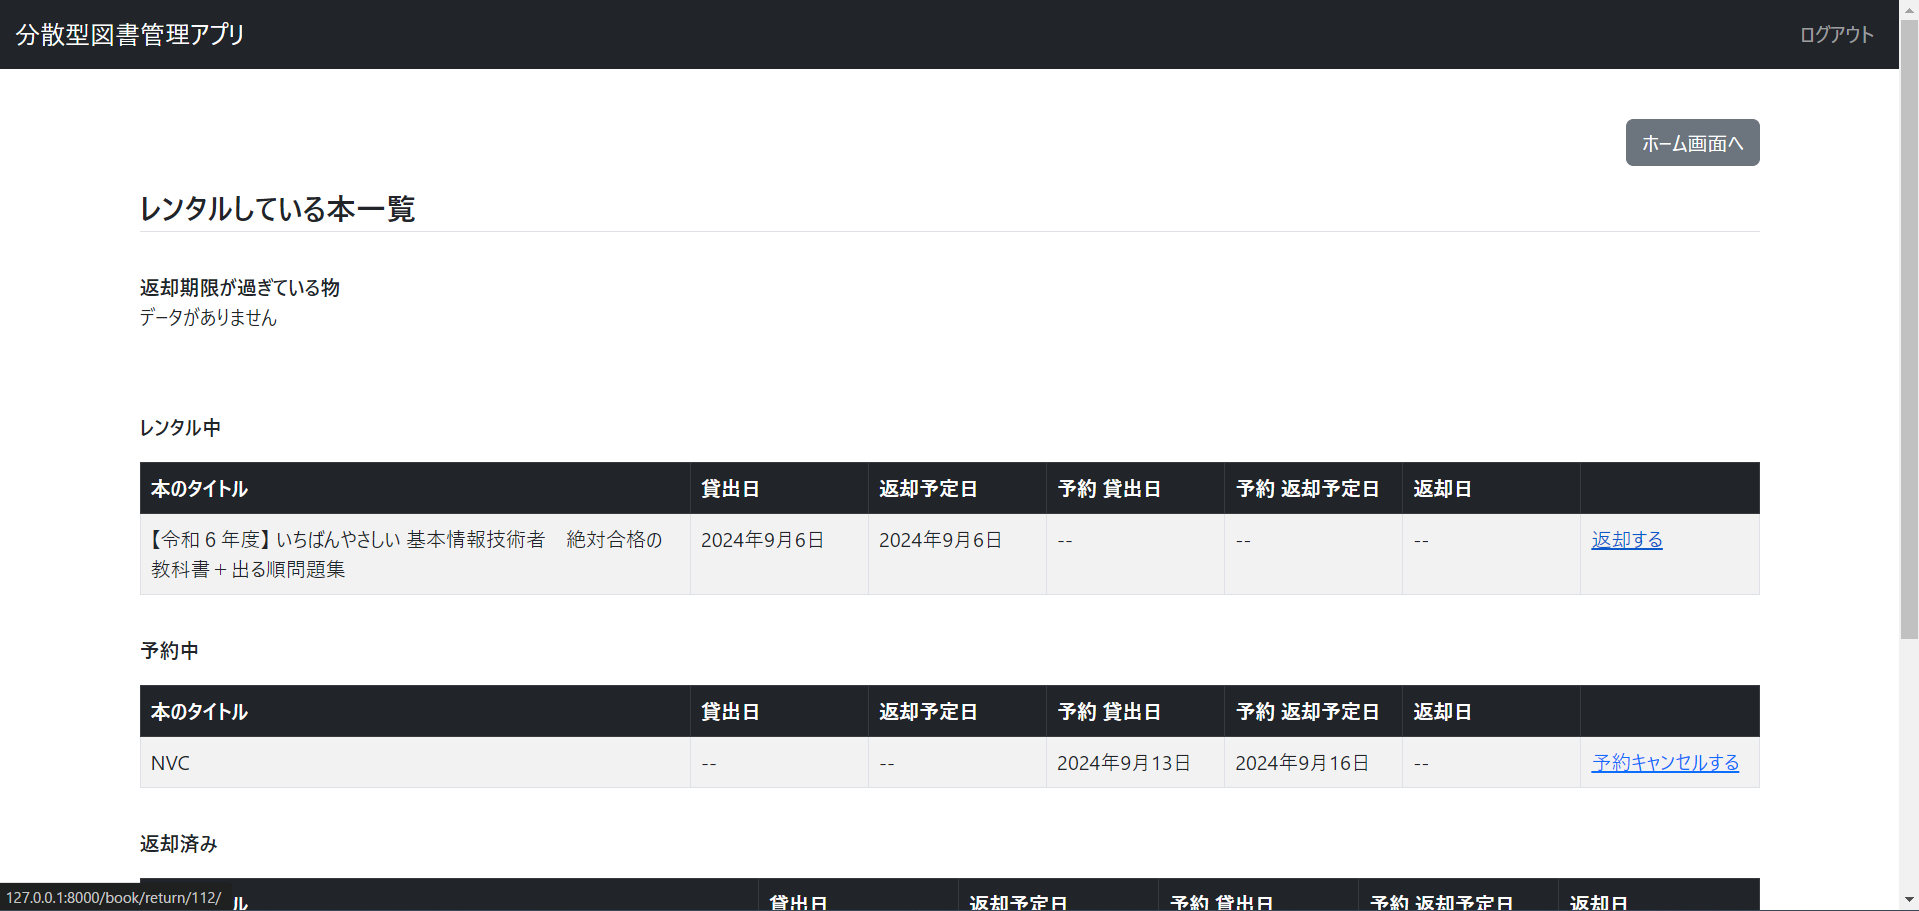 分散型図書管理アプリ
ログアウト
ホーム画面へ
レンタルしている本一覧
返却期限が過ぎている物
データがありません
レンタル中
本のタイトル 貸出日 返却予定日 予約 貸出日 予約 返却予定日 返却日
【令和６年度】いちばんやさしい 基本情報技術者　絶対合格の 2024年9月6日 2024年9月6日 -- -- -- 返却する
教科書＋出る順問題集
予約中
本のタイトル 貸出日 返却予定日 予約 貸出日 予約 返却予定日 返却日
NVC -- -- 2024年9月13日 2024年9月16日 -- 予約キャンセルする
返却済み
ル 貸出日 返却予定日 予約 貸出日 予約 返却予定日 返却日
127.0.0.1:8000/book/return/112/